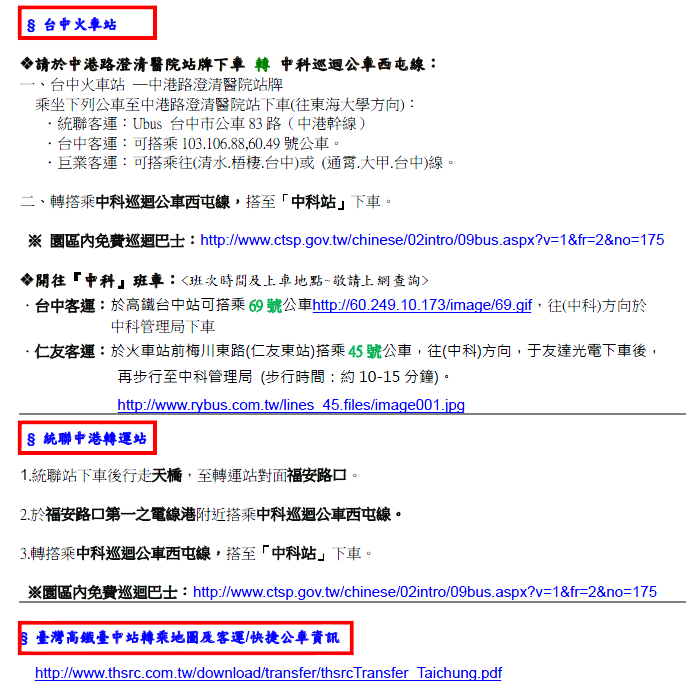 § 台中火車站
❖請於中港路澄清醫院站牌下車 轉 中科巡迴公車西屯線：
一、台中火車站 —中港路澄清醫院站牌
乘坐下列公車至中港路澄清醫院站下車(往東海大學方向)：
．統聯客運：Ubus 台中市公車 83 路（中港幹線）
．台中客運：可搭乘 103.106.88,60.49 號公車。
．巨業客運：可搭乘往(清水.梧棲.台中)或 (通霄.大甲.台中)線。
二、轉搭乘中科巡迴公車西屯線，搭至「中科站」下車。
※ 園區內免費巡迴巴士：http://www.ctsp.gov.tw/chinese/02intro/09bus.aspx?v=1&fr=2&no=175
❖開往『中科』班車：<班次時間及上車地點~敬請上網查詢>
．台中客運：於高鐵台中站可搭乘 69 號公車http://60.249.10.173/image/69.gif，往(中科)方向於
中科管理局下車
．仁友客運：於火車站前梅川東路(仁友東站)搭乘 45 號公車，往(中科)方向，于友達光電下車後，
再步行至中科管理局 (步行時間：約 10-15 分鐘)。
http://www.rybus.com.tw/lines_45.files/image001.jpg
§ 統聯中港轉運站
1.統聯站下車後行走天橋，至轉運站對面福安路口。
2.於福安路口第一之電線港附近搭乘中科巡迴公車西屯線。
3.轉搭乘中科巡迴公車西屯線，搭至「中科站」下車。
※園區內免費巡迴巴士：http://www.ctsp.gov.tw/chinese/02intro/09bus.aspx?v=1&fr=2&no=175
§ 臺灣高鐵臺中站轉乘地圖及客運/快捷公車資訊
http://www.thsrc.com.tw/download/transfer/thsrcTransfer_Taichung.pdf